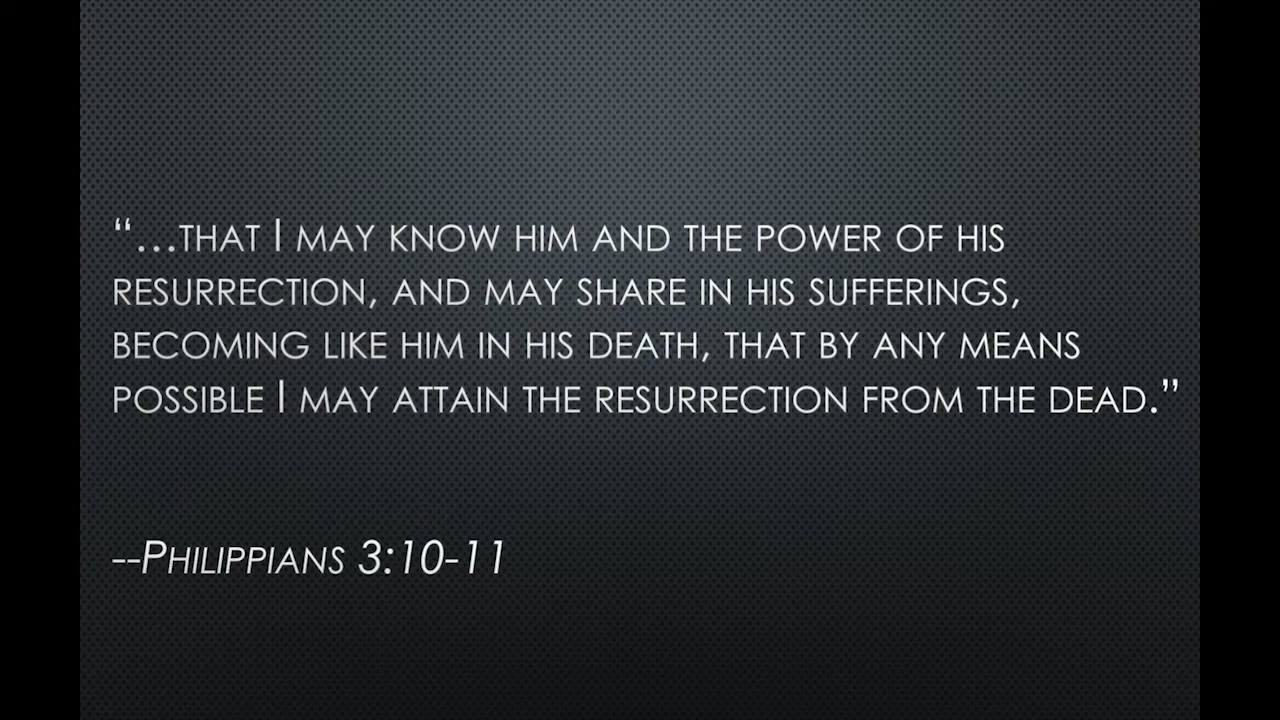 “...THAT I MAY KNOW HIM AND THE POWER OF HIS
RESURRECTION, AND MAY SHARE IN HIS SUFFERINGS,
BECOMING LIKE HIM IN HIS DEATH, THAT BY ANY MEANS
POSSIBLE I MAY ATTAIN THE RESURRECTION FROM THE DEAD.”
--PHILIPPIANS 3:10-11